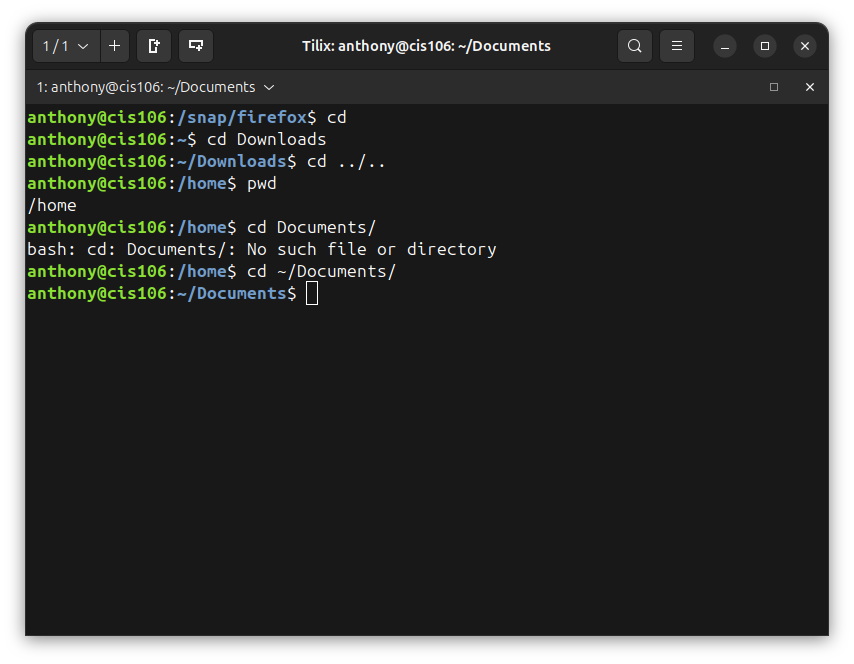 1 / 1
Tilix: anthony@cis106: ~/Documents
1: anthony@cis106: ~/Documents
anthony@cis106:/snap/firefox$ cd
anthony@cis106:~$ cd Downloads
anthony@cis106:~/Downloads$ cd ../..
anthony@cis106:/home$ pwd
/home
anthony@cis106:/home$ cd Documents/
bash: cd: Documents/: No such file or directory
anthony@cis106:/home$ cd ~/Documents/
anthony@cis106:~/Documents$